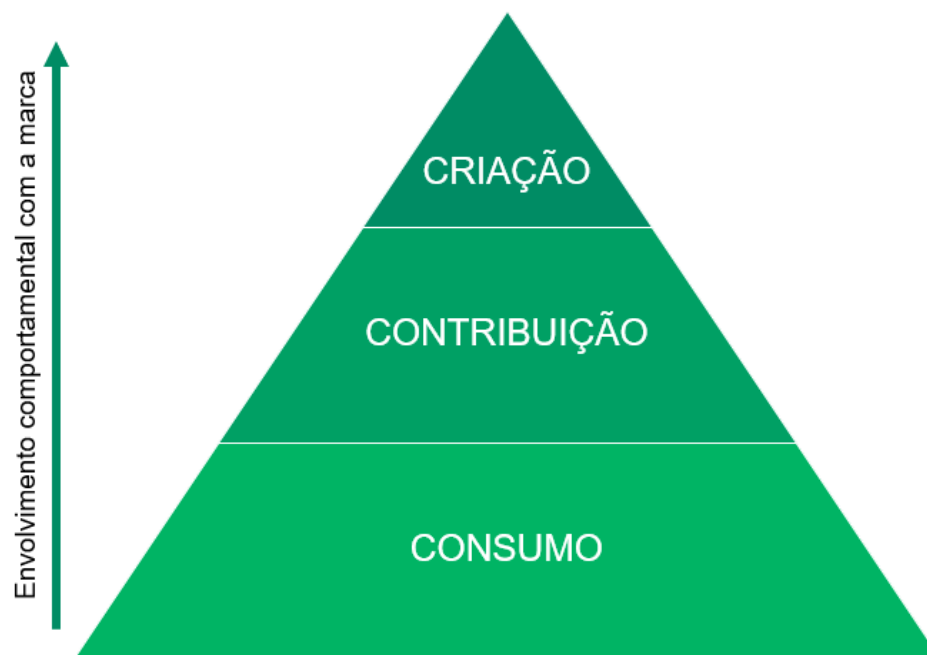 Envolvimento comportamental com a marca
CRIAÇÃO
CONTRIBUIÇÃO
CONSUMO